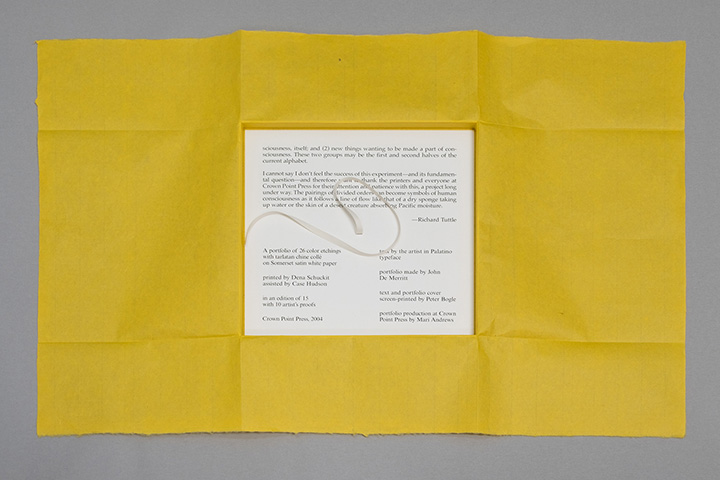 sciousness, itself; and (2) new things wanting to be made a part of con-
sciousness. These two groups may be the first and second halves of the
current alphabet.
I cannot say I don't feel the success of this experiment—and its fundamen-
tal question—and therefore want to thank the printers and everyone at
Crown Point Press for their attention and patience with this, a project long
under way. The pairings of divided orders can become symbols of human
consciousness as it follows a line of flow like that of a dry sponge taking
up water or the skin of a desert creature absorbing Pacific moisture.
—Richard Tuttle
A portfolio of 26 color etchings
with tarlatan chine collé
on Somerset satin white paper
printed by Dena Schuckit
assisted by Case Hudson
in an edition of 15
with 10 artist's proofs
Crown Point Press, 2004
text by the artist in Palatino
typeface
portfolio made by John
De Merritt
text and portfolio cover
screen-printed by Peter Bogle
portfolio production at Crown
Point Press by Mari Andrews